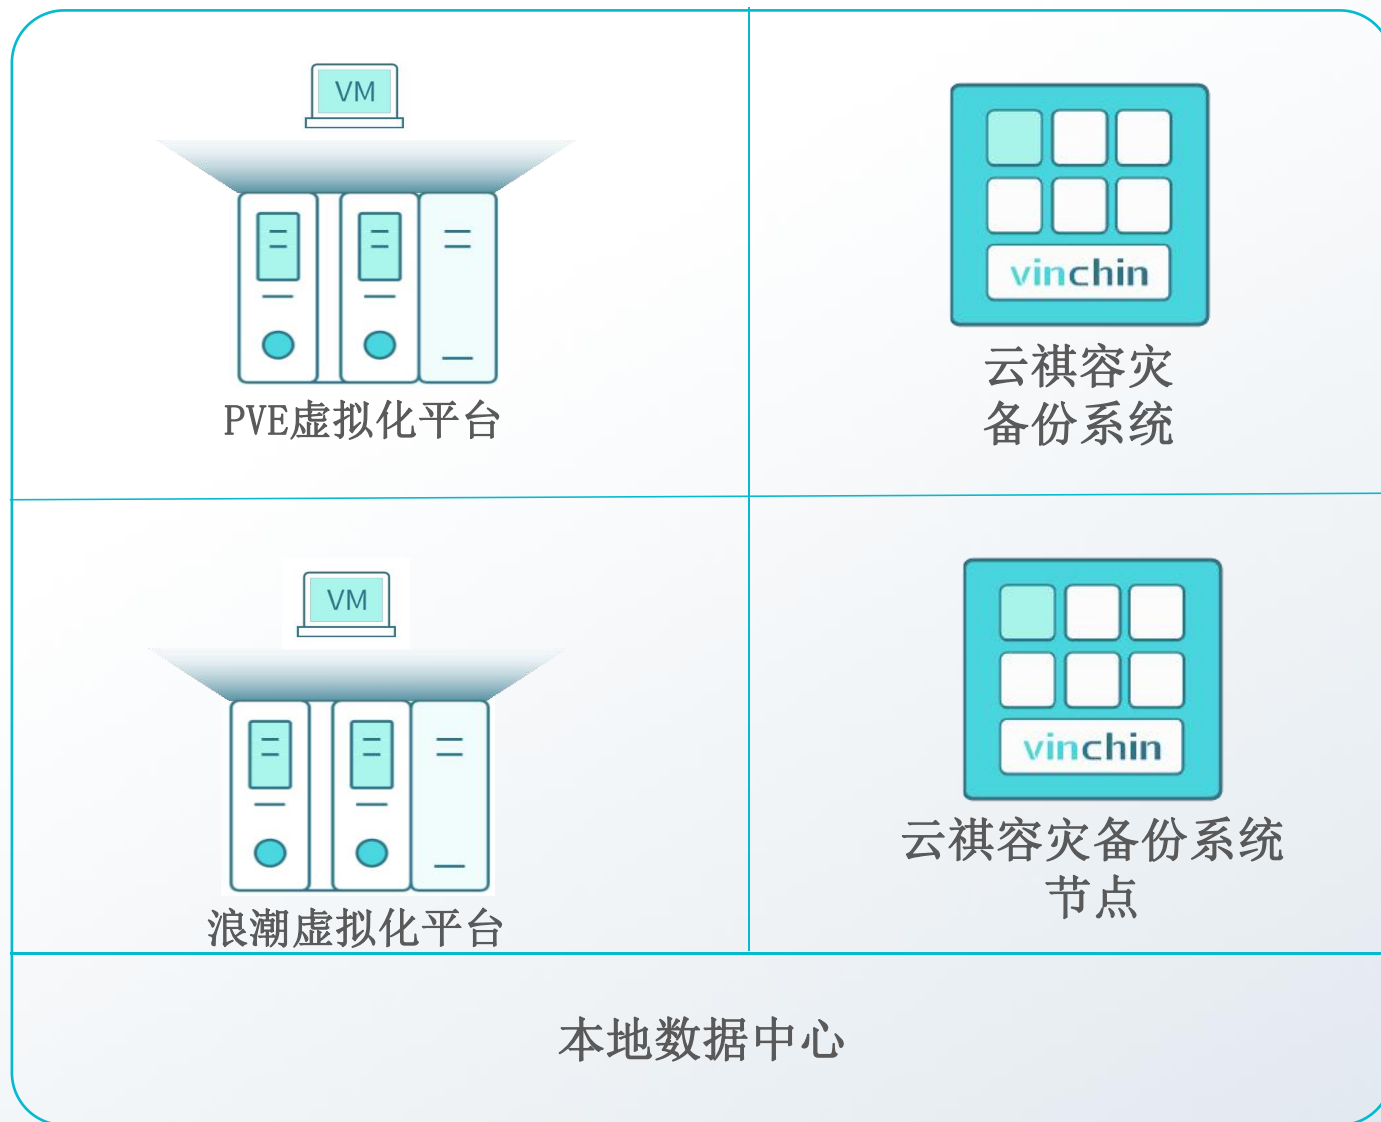 VM
PVE虚拟化平台
vinchin
云祺容灾
备份系统
VM
浪潮虚拟化平台
vinchin
云祺容灾备份系统
节点
本地数据中心